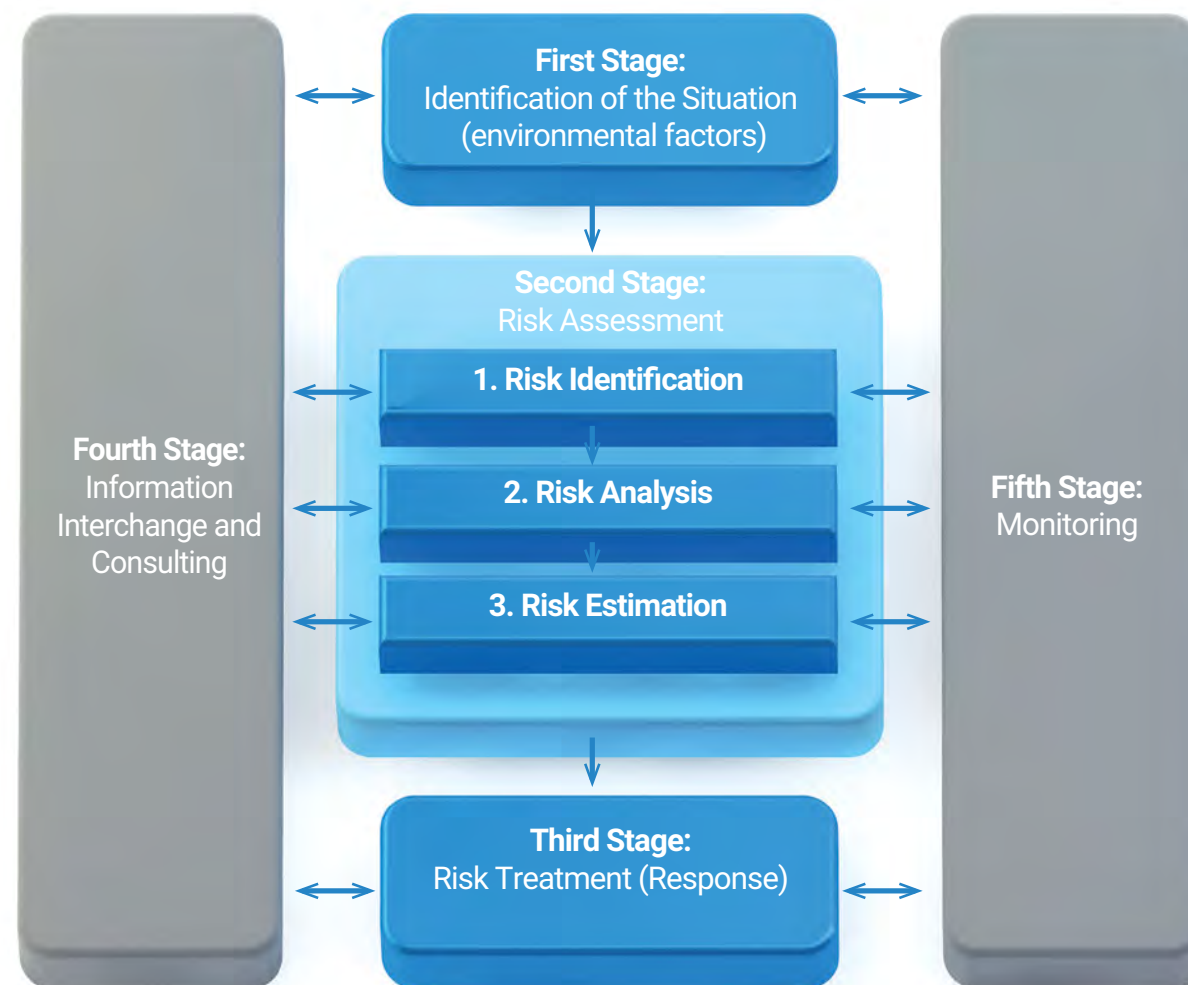 First Stage:
Identification of the Situation
(environmental factors)
Second Stage:
Risk Assessment
1. Risk Identification
2. Risk Analysis
3. Risk Estimation
Third Stage:
Risk Treatment (Response)
Fourth Stage:
Information
Interchange and
Consulting
Fifth Stage:
Monitoring